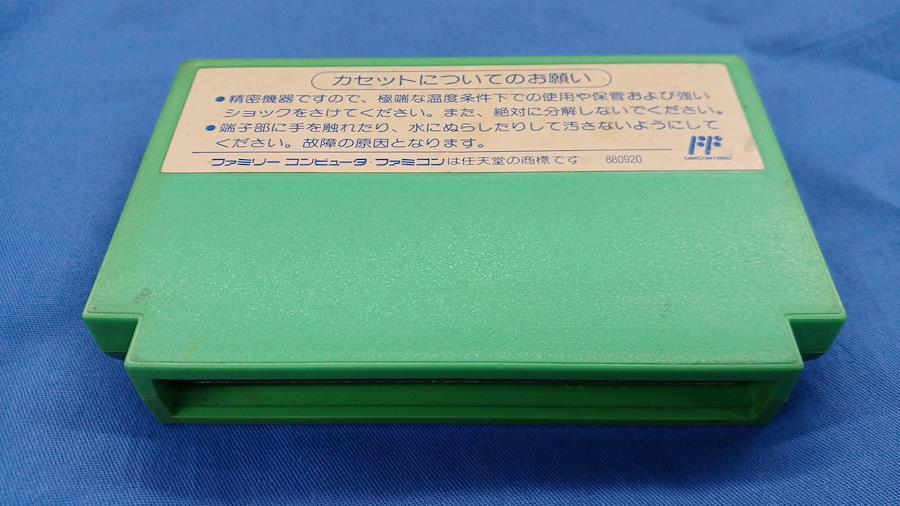 カセットについてのお願い
●精密機器ですので、極端な温度条件下での使用や保管および強い
ショックをさけてください。また、絶対に分解しないでください。
●端子部に手を触れたり、水にぬらしたりして汚さないようにして
ください。故障の原因となります。
ファミリー コンピュータ・ファミコンは任天堂の商標です 880920
FF
FAMICOM FAMILY